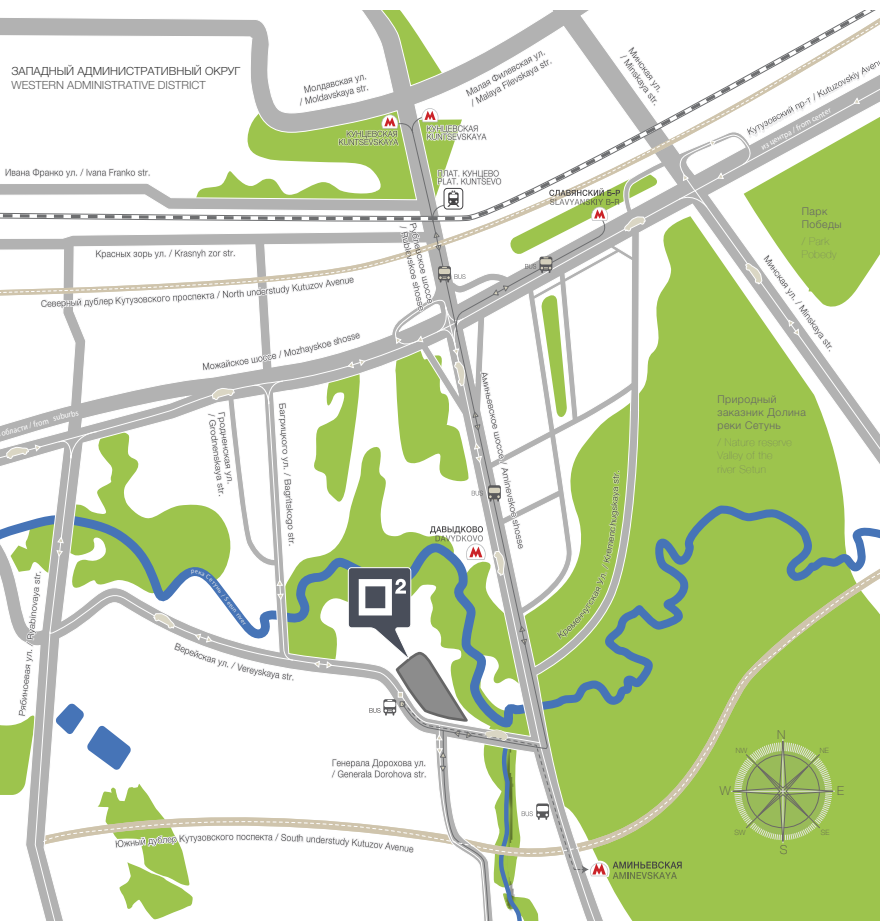 ЗАПАДНЫЙ АДМИНИСТРАТИВНЫЙ ОКРУГ
WESTERN ADMINISTRATIVE DISTRICT
Молдавская ул.
/ Moldavskaya str.
Малая Филевская ул.
/ Malaya Filevskaya str.
Минская ул.
/ Minskaya str.
Кутузовский пр-т / Kutuzovskiy Avenue
из центра / from center
КУНЦЕВСКАЯ
KUNTSEVSKAYA
КУНЦЕВСКАЯ
KUNTSEVSKAYA
Ивана Франко ул. / Ivana Franko str.
ПЛАТ. КУНЦЕВО
PLAT. KUNTSEVO
СЛАВЯНСКИЙ Б-Р
SLAVYANSKIY B-R
Парк
Победы
/ Park
Pobedy
Красных зорь ул. / Krasnyh zor str.
Рублевское шоссе
/ Rublevskoe shosse
BUS
BUS
Минская ул. / Minskaya str.
Северный дублер Кутузовского проспекта / North understudy Kutuzov Avenue
Можайское шоссе / Mozhayskoe shosse
области / from suburbs
Гродненская ул.
/ Grodnenskaya str.
Багрицкого ул. / Bagritskogo str.
Аминьевское шоссе / Aminevskoe shosse
Природный
заказник Долина
реки Сетунь
/ Nature reserve
Valley of the
river Setun
BUS
Кременчугская ул. / Kremenchugskaya str.
ДАВЫДКОВО
DAVYDKOVO
река Сетунь / Setun river
2
Рябиновая ул. / Ryabinovaya str.
Верейская ул. / Vereyskaya str.
BUS
Генерала Дорохова ул.
/ Generala Dorohova str.
N
NW
NE
W
E
SW
SE
S
BUS
Южный дублер Кутузовского поспекта / South understudy Kutuzov Avenue
АМИНЬЕВСКАЯ
AMINEVSKAYA